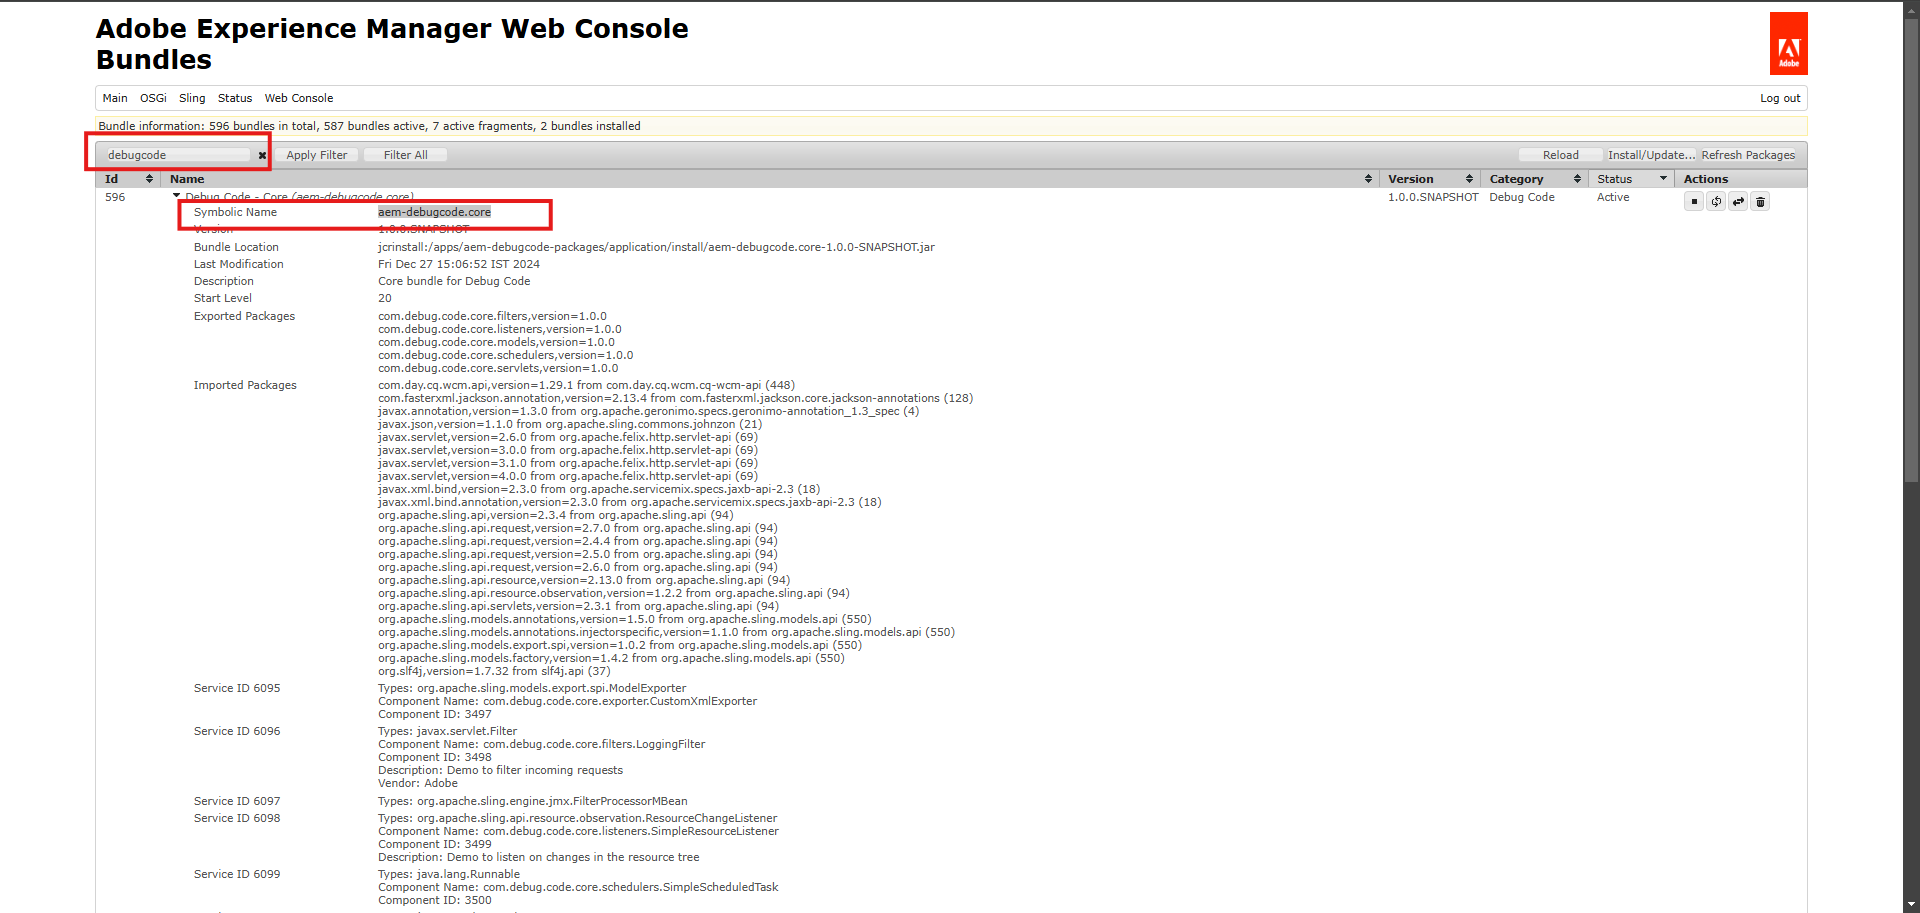 Adobe Experience Manager Web Console
Bundles
Adobe
Main OSGi Sling Status Web Console Log out
Bundle information: 596 bundles in total, 587 bundles active, 7 active fragments, 2 bundles installed
debugcode Apply Filter Filter All Reload Install/Update... Refresh Packages
Id Name Version Category Status Actions
596 Debug Code - Core (aem-debugcode.core) 1.0.0.SNAPSHOT Debug Code Active
Symbolic Name aem-debugcode.core
Version 1.0.0.SNAPSHOT
Bundle Location jcrinstall:/apps/aem-debugcode-packages/application/install/aem-debugcode.core-1.0.0-SNAPSHOT.jar
Last Modification Fri Dec 27 15:06:52 IST 2024
Description Core bundle for Debug Code
Start Level 20
Exported Packages com.debug.code.core.filters,version=1.0.0
com.debug.code.core.listeners,version=1.0.0
com.debug.code.core.models,version=1.0.0
com.debug.code.core.schedulers,version=1.0.0
com.debug.code.core.servlets,version=1.0.0
Imported Packages com.day.cq.wcm.api,version=1.29.1 from com.day.cq.wcm.cq-wcm-api (448)
com.fasterxml.jackson.annotation,version=2.13.4 from com.fasterxml.jackson.core.jackson-annotations (128)
javax.annotation,version=1.3.0 from org.apache.geronimo.specs.geronimo-annotation_1.3_spec (4)
javax.json,version=1.1.0 from org.apache.sling.commons.johnzon (21)
javax.servlet,version=2.6.0 from org.apache.felix.http.servlet-api (69)
javax.servlet,version=3.0.0 from org.apache.felix.http.servlet-api (69)
javax.servlet,version=3.1.0 from org.apache.felix.http.servlet-api (69)
javax.servlet,version=4.0.0 from org.apache.felix.http.servlet-api (69)
javax.xml.bind,version=2.3.0 from org.apache.servicemix.specs.jaxb-api-2.3 (18)
javax.xml.bind.annotation,version=2.3.0 from org.apache.servicemix.specs.jaxb-api-2.3 (18)
org.apache.sling.api,version=2.3.4 from org.apache.sling.api (94)
org.apache.sling.api.request,version=2.7.0 from org.apache.sling.api (94)
org.apache.sling.api.request,version=2.4.4 from org.apache.sling.api (94)
org.apache.sling.api.request,version=2.5.0 from org.apache.sling.api (94)
org.apache.sling.api.request,version=2.6.0 from org.apache.sling.api (94)
org.apache.sling.api.resource,version=2.13.0 from org.apache.sling.api (94)
org.apache.sling.api.resource.observation,version=1.2.2 from org.apache.sling.api (94)
org.apache.sling.api.servlets,version=2.3.1 from org.apache.sling.api (94)
org.apache.sling.models.annotations,version=1.5.0 from org.apache.sling.models.api (550)
org.apache.sling.models.annotations.injectorspecific,version=1.1.0 from org.apache.sling.models.api (550)
org.apache.sling.models.export.spi,version=1.0.2 from org.apache.sling.models.api (550)
org.apache.sling.models.factory,version=1.4.2 from org.apache.sling.models.api (550)
org.slf4j,version=1.7.32 from slf4j.api (37)
Service ID 6095 Types: org.apache.sling.models.export.spi.ModelExporter
Component Name: com.debug.code.core.exporter.CustomXmlExporter
Component ID: 3497
Service ID 6096 Types: javax.servlet.Filter
Component Name: com.debug.code.core.filters.LoggingFilter
Component ID: 3498
Description: Demo to filter incoming requests
Vendor: Adobe
Service ID 6097 Types: org.apache.sling.engine.jmx.FilterProcessorMBean
Service ID 6098 Types: org.apache.sling.api.resource.observation.ResourceChangeListener
Component Name: com.debug.code.core.listeners.SimpleResourceListener
Component ID: 3499
Description: Demo to listen on changes in the resource tree
Service ID 6099 Types: java.lang.Runnable
Component Name: com.debug.code.core.schedulers.SimpleScheduledTask
Component ID: 3500